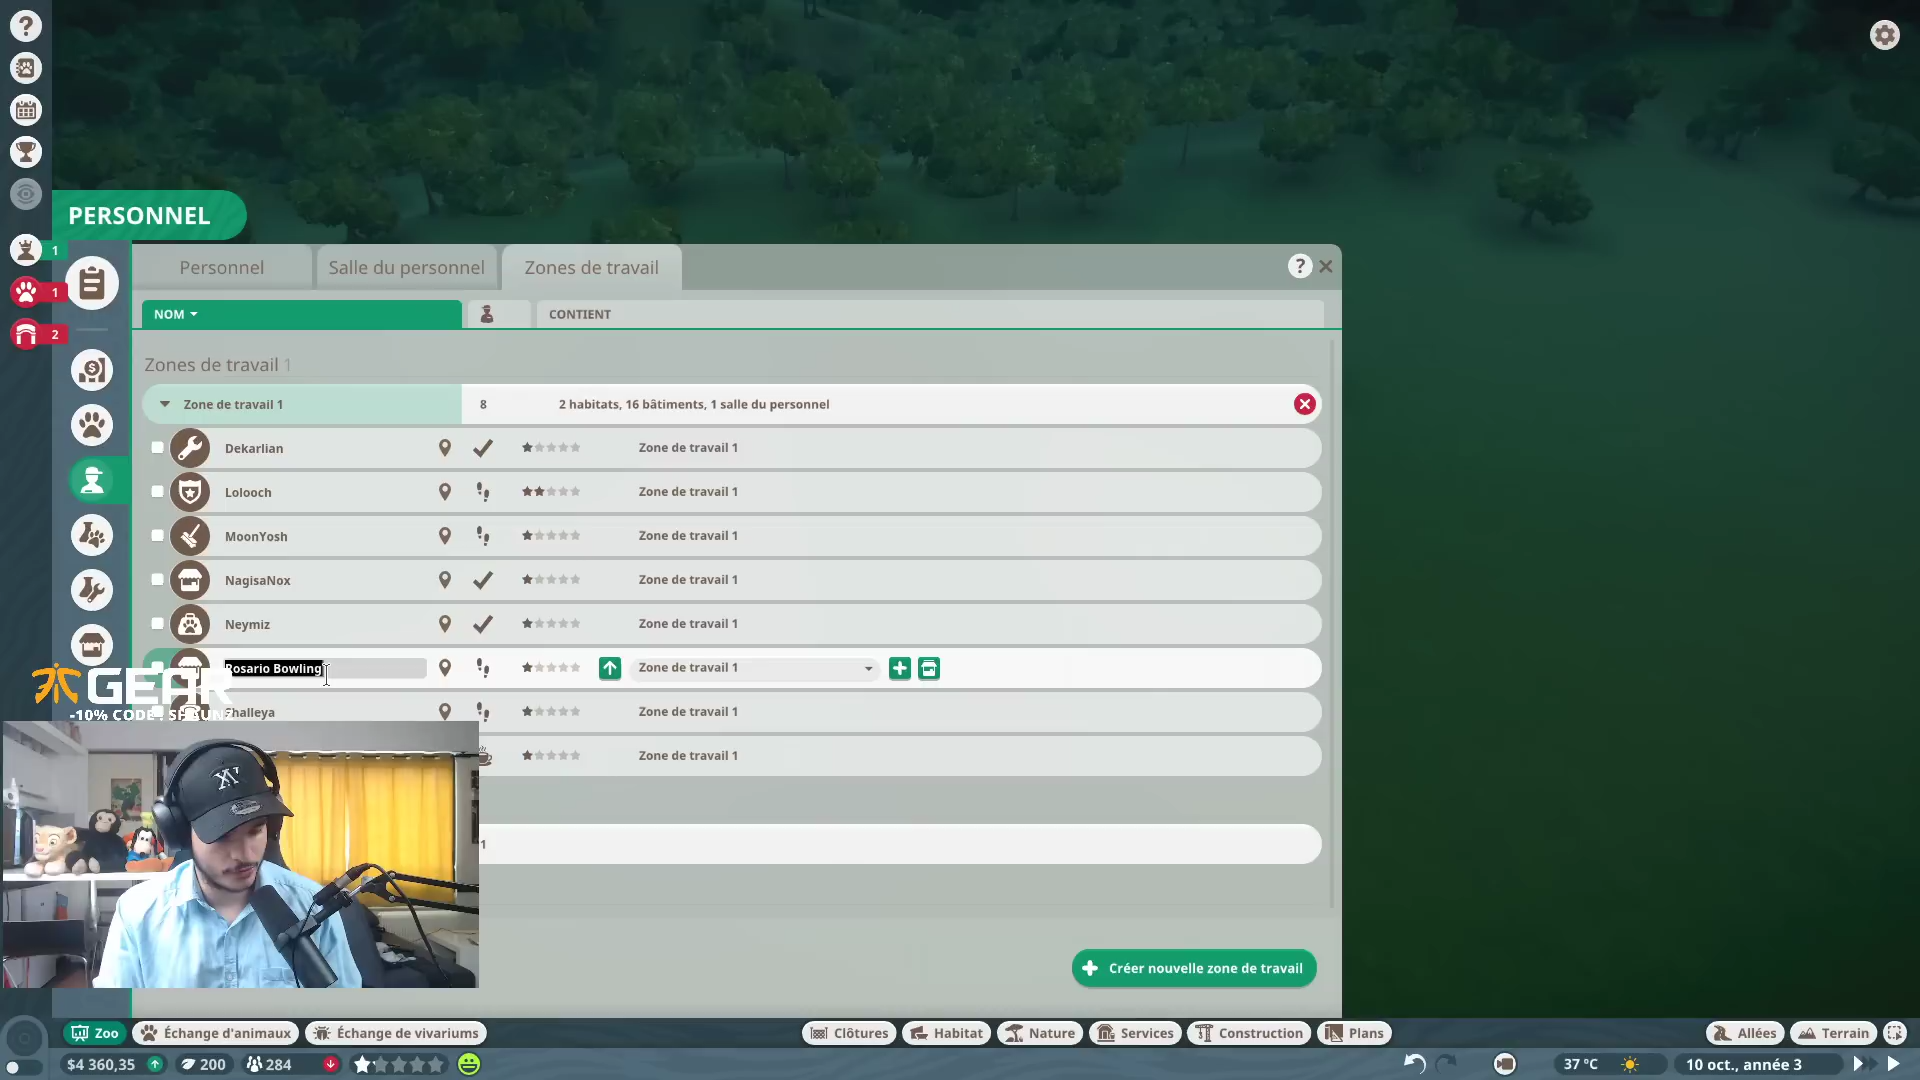 PERSONNEL
1
1
2
Personnel
Salle du personnel
Zones de travail
?
NOM
CONTIENT
Zones de travail 1
Zone de travail 1
8
2 habitats, 16 bâtiments, 1 salle du personnel
Dekarlian
Zone de travail 1
Lolooch
Zone de travail 1
MoonYosh
Zone de travail 1
NagisaNox
Zone de travail 1
Neymiz
Zone de travail 1
Rosario Bowling
Zone de travail 1
Shalleya
Zone de travail 1
Zone de travail 1
GEAR
-10% CODE :
1
Créer nouvelle zone de travail
Zoo
Échange d'animaux
Échange de vivariums
Clôtures
Habitat
Nature
Services
Construction
Plans
Allées
Terrain
$4 360,35
200
284
37 °C
10 oct., année 3